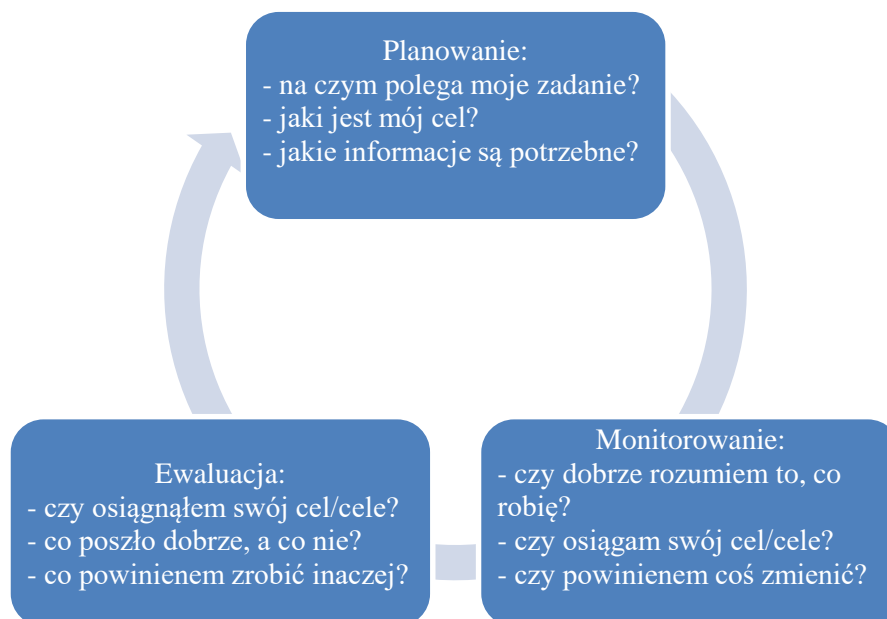 Planowanie:
- na czym polega moje zadanie?
- jaki jest mój cel?
- jakie informacje są potrzebne?
Monitorowanie:
- czy dobrze rozumiem to, co
robię?
- czy osiągam swój cel/cele?
- czy powinienem coś zmienić?
Ewaluacja:
- czy osiągnąłem swój cel/cele?
- co poszło dobrze, a co nie?
- co powinienem zrobić inaczej?